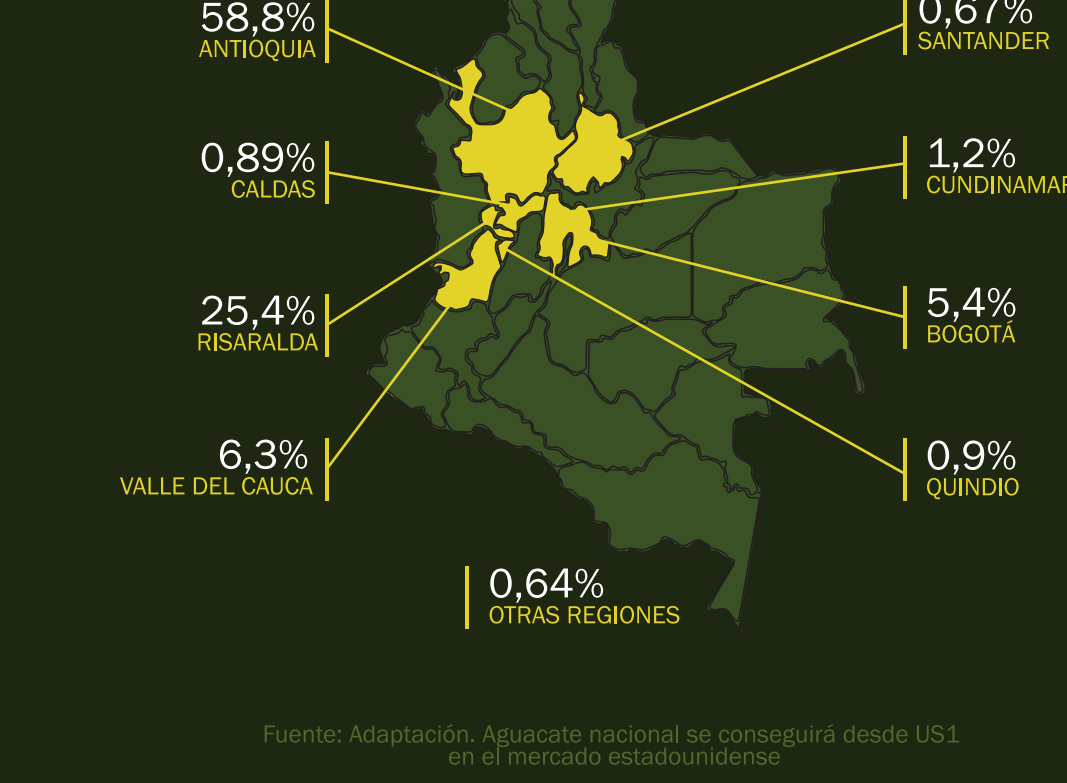 58,8%
ANTIOQUIA
0,67%
SANTANDER
0,89%
CALDAS
1,2%
25,4%
RISARALDA
5,4%
BOGOTÁ
6,3%
VALLE DEL CAUCA
0,9%
QUINDIO
0,64%
OTRAS REGIONES
Fuente: Adaptación. Aguacate nacional se conseguirá desde US1
en el mercado estadounidense